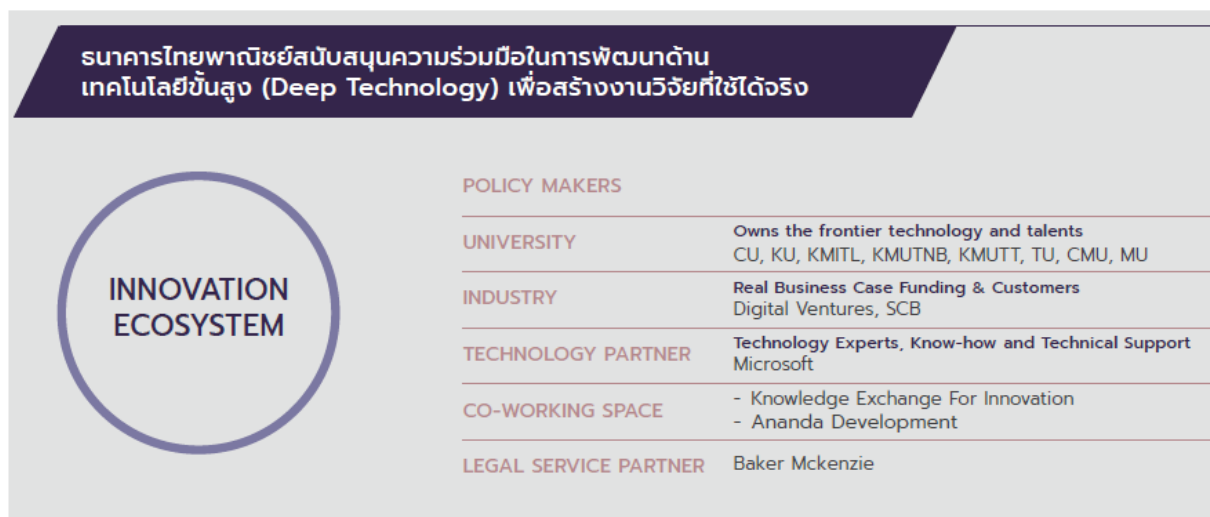 ธนาคารไทยพาณิชย์สนับสนุนความร่วมมือในการพัฒนาด้าน
เทคโนโลยีขั้นสูง (Deep Technology) เพื่อสร้างงานวิจัยที่ใช้ได้จริง
INNOVATION
ECOSYSTEM
POLICY MAKERS
UNIVERSITY
Owns the frontier technology and talents
CU, KU, KMITL, KMUTNB, KMUTT, TU, CMU, MU
INDUSTRY
Real Business Case Funding & Customers
Digital Ventures, SCB
TECHNOLOGY PARTNER
Technology Experts, Know-how and Technical Support
Microsoft
CO-WORKING SPACE
- Knowledge Exchange For Innovation
- Ananda Development
LEGAL SERVICE PARTNER
Baker Mckenzie